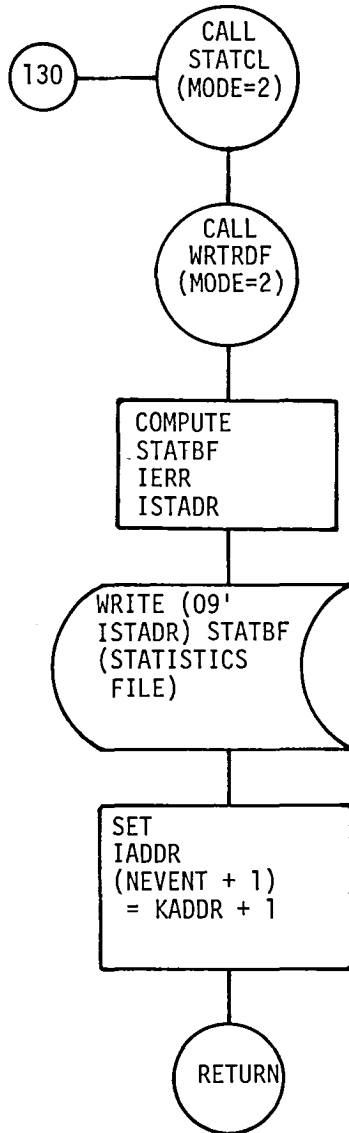 130
CALL
STATCL
(MODE=2)
CALL
WRTRDF
(MODE=2)
COMPUTE
STATBF
IERR
ISTADR
WRITE (09'
ISTADR) STATBF
(STATISTICS
FILE)
SET
IADDR
(NEVENT + 1)
= KADDR + 1
RETURN